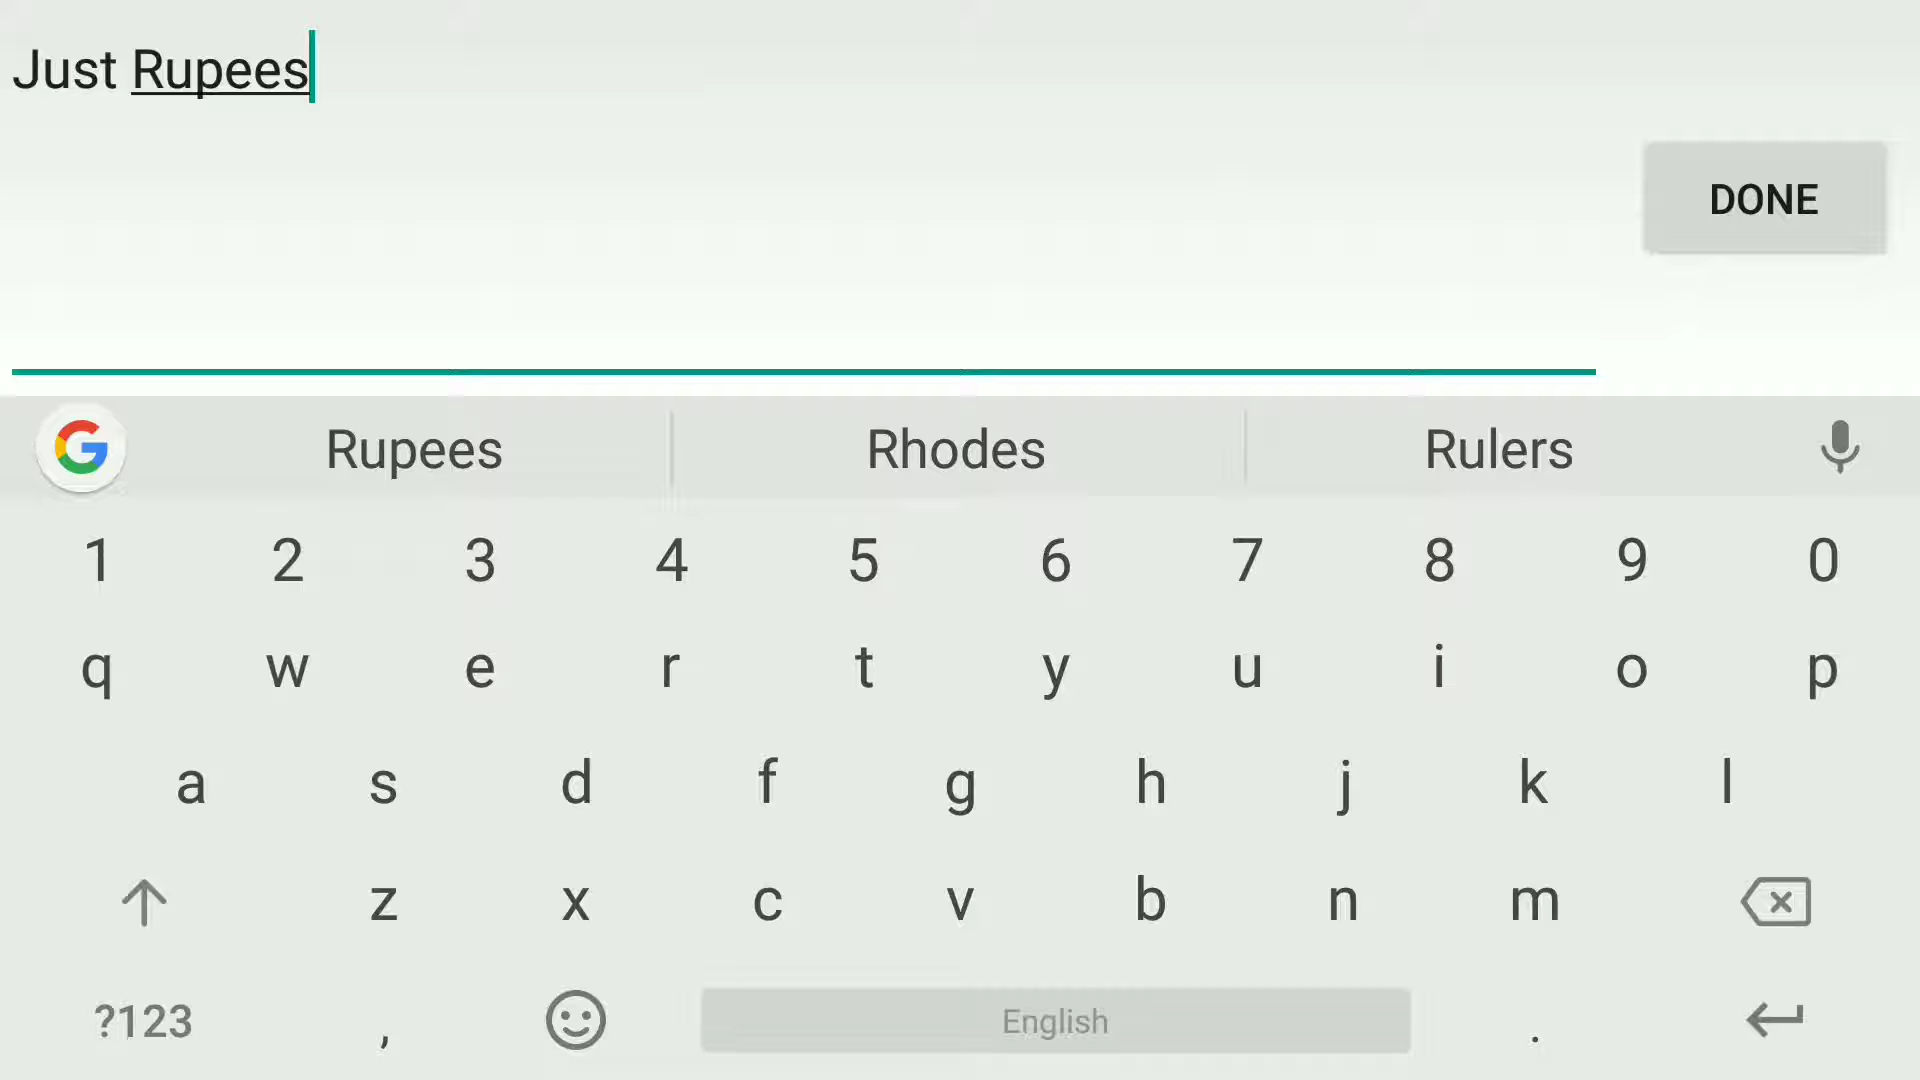 Just Rupees
DONE
Rupees Rhodes Rulers
1 2 3 4 5 6 7 8 9 0
q w e r t y u i o p
a s d f g h j k l
z x c v b n m
?123 , English .